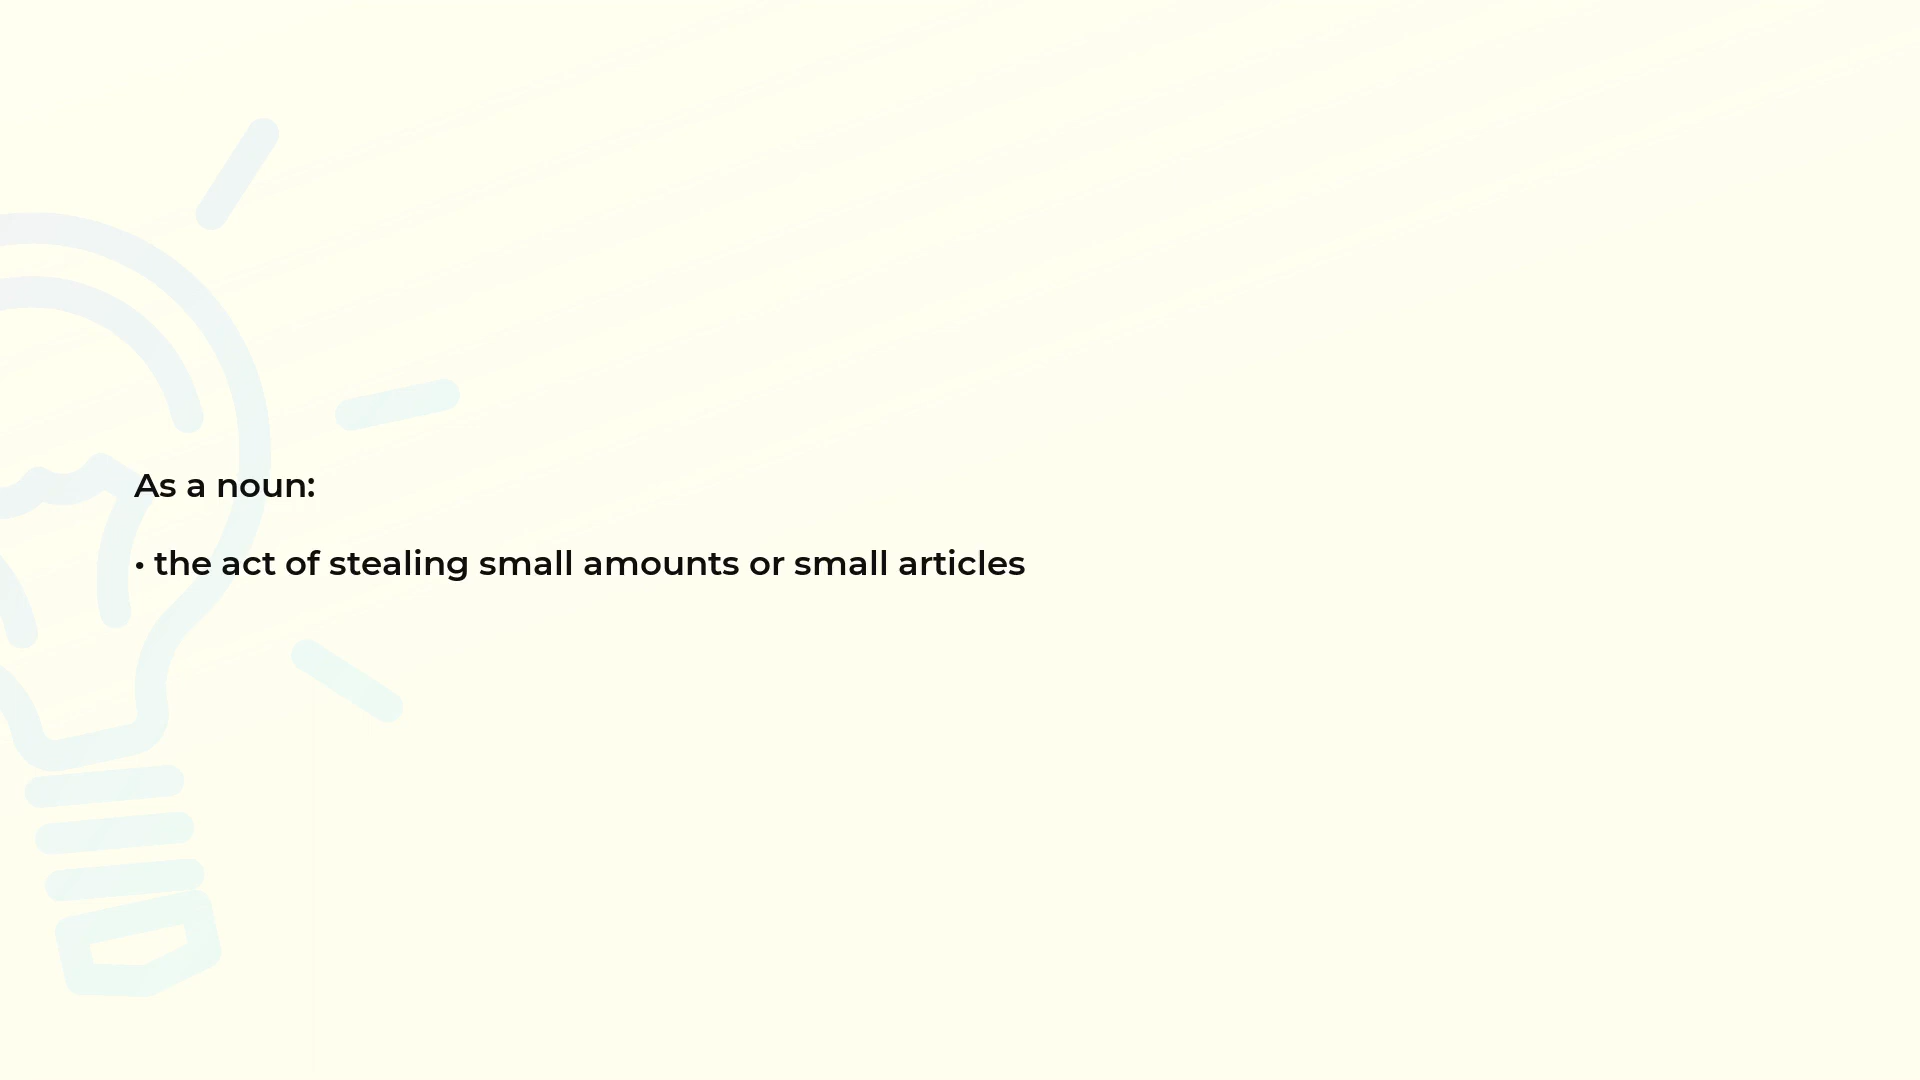 As a noun:
• the act of stealing small amounts or small articles